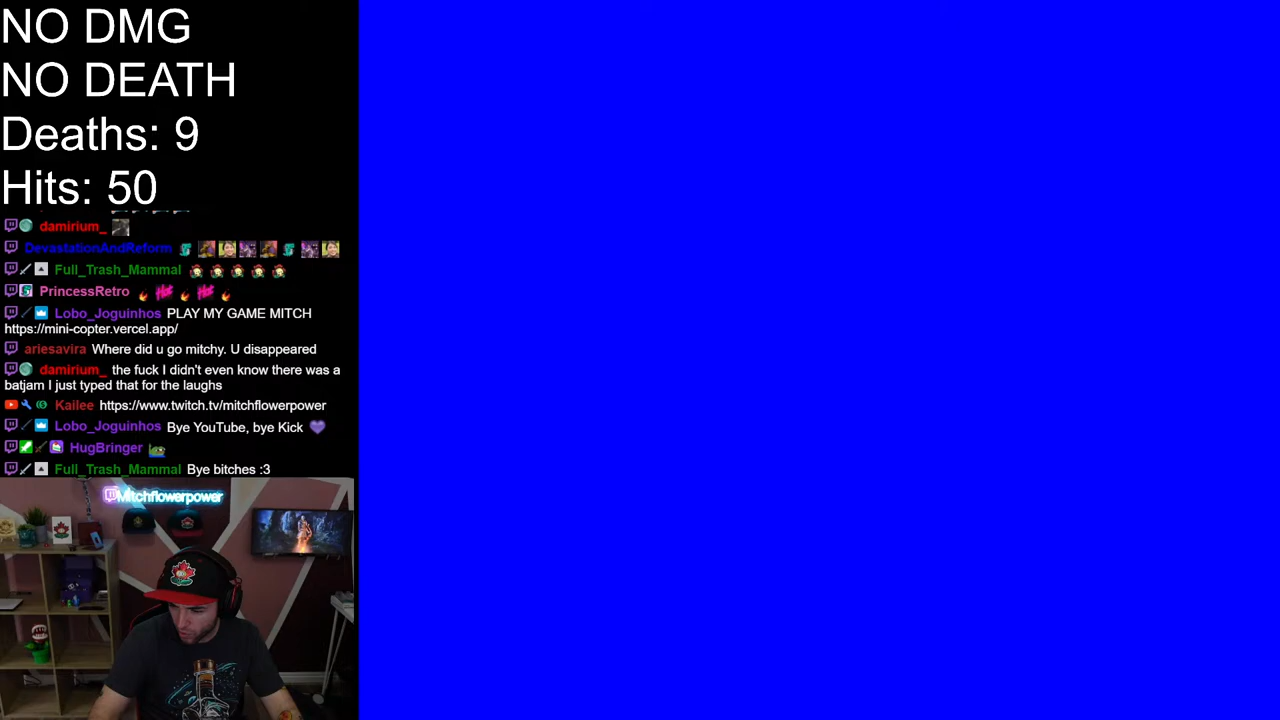 NO DMG
NO DEATH
Deaths: 9
Hits: 50
damirium_
DevastationAndReform
Full_Trash_Mammal
PrincessRetro Hot Hot
Lobo_Joguinhos PLAY MY GAME MITCH
https://mini-copter.vercel.app/
ariesavira Where did u go mitchy. U disappeared
damirium_ the fuck I didn't even know there was a
batjam I just typed that for the laughs
Kailee https://www.twitch.tv/mitchflowerpower
Lobo_Joguinhos Bye YouTube, bye Kick
HugBringer
Full_Trash_Mammal Bye bitches :3
Mitchflowerpower